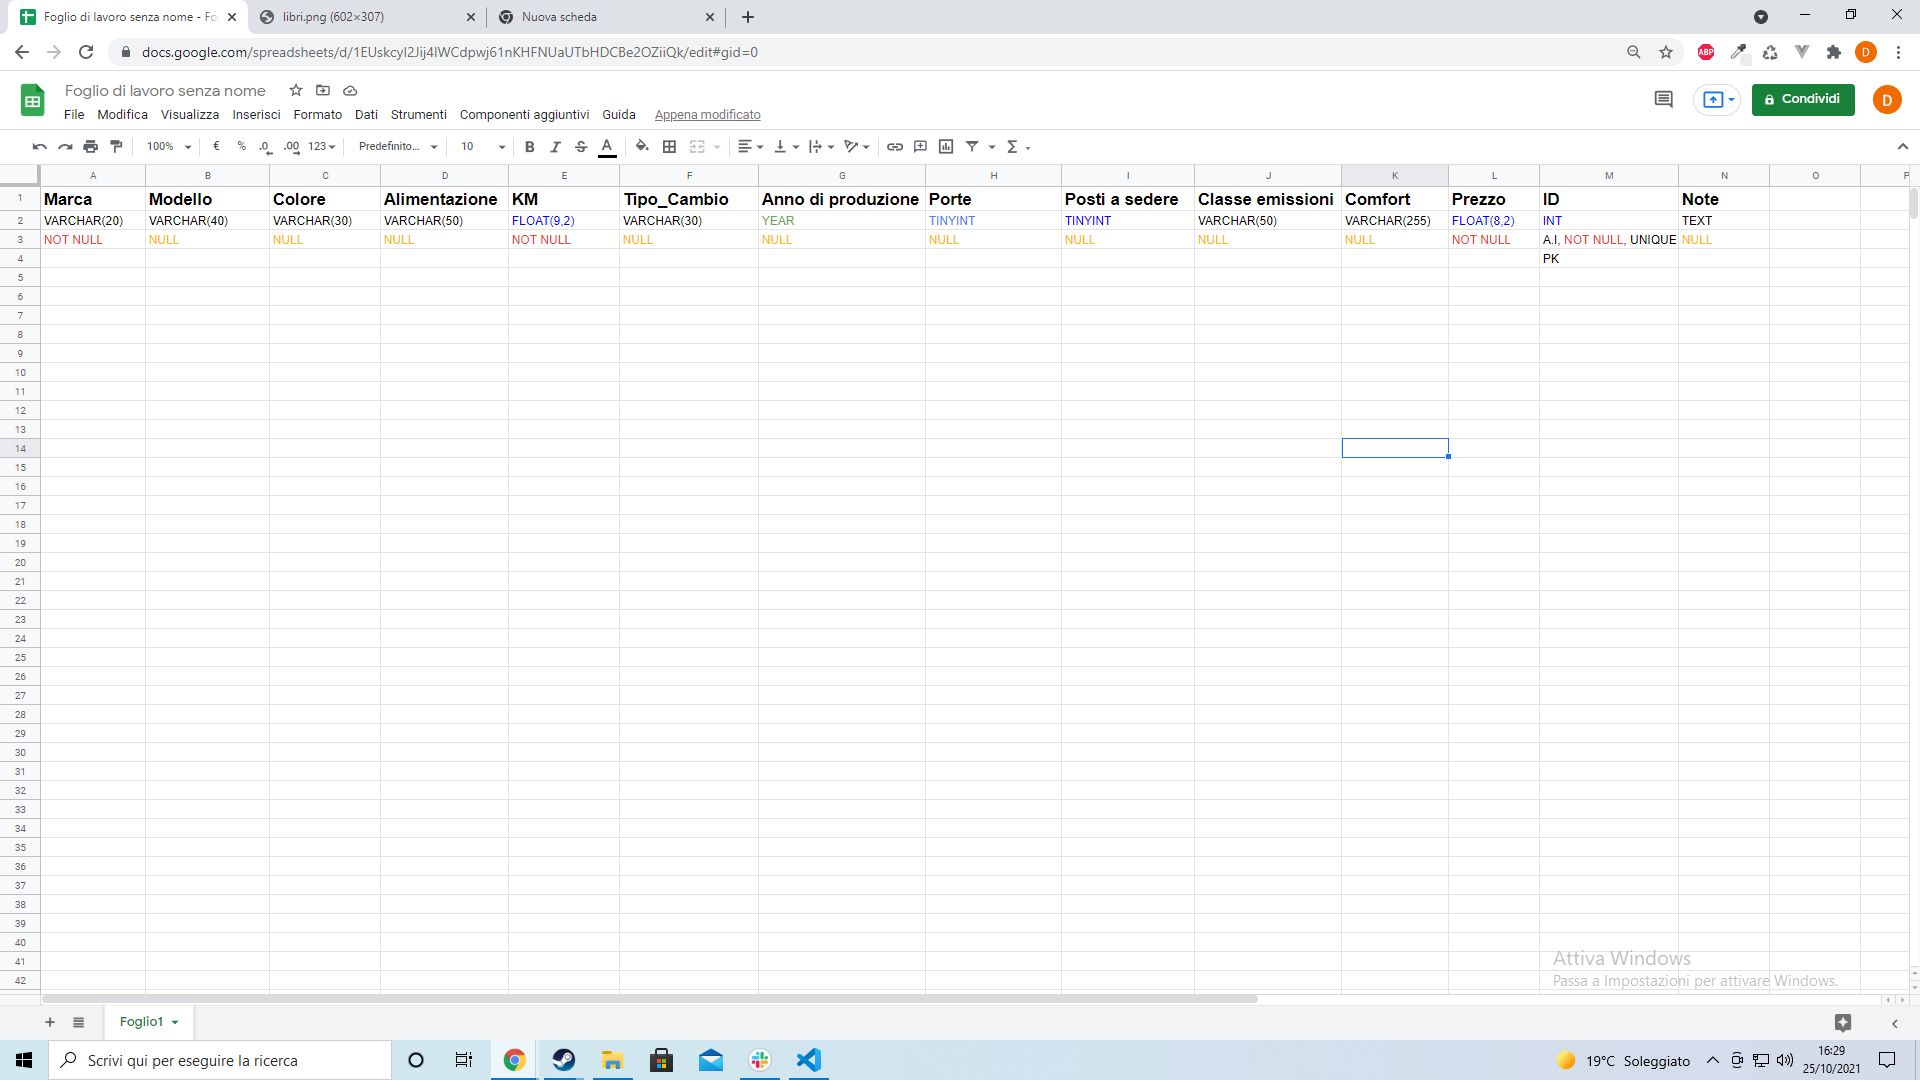 Foglio di lavoro senza nome - Fo
libri.png (602×307)
Nuova scheda
docs.google.com/spreadsheets/d/1EUskcyI2Jij4lWCdpwj61nKHFNUaUTbHDCBe2OZiiQk/edit#gid=0
ABP
D
Foglio di lavoro senza nome
File Modifica Visualizza Inserisci Formato Dati Strumenti Componenti aggiuntivi Guida Appena modificato
Condividi
D
100% € % .0 .00 123 Predefinito... 10 B I S A
A B C D E F G H I J K L M N O P
1 Marca Modello Colore Alimentazione KM Tipo_Cambio Anno di produzione Porte Posti a sedere Classe emissioni Comfort Prezzo ID Note
2 VARCHAR(20) VARCHAR(40) VARCHAR(30) VARCHAR(50) FLOAT(9,2) VARCHAR(30) YEAR TINYINT TINYINT VARCHAR(50) VARCHAR(255) FLOAT(8,2) INT TEXT
3 NOT NULL NULL NULL NULL NOT NULL NULL NULL NULL NULL NULL NULL NOT NULL A.I, NOT NULL, UNIQUE NULL
4 PK
5
6
7
8
9
10
11
12
13
14
15
16
17
18
19
20
21
22
23
24
25
26
27
28
29
30
31
32
33
34
35
36
37
38
39
40
41
42
Attiva Windows
Passa a Impostazioni per attivare Windows.
Foglio1
Scrivi qui per eseguire la ricerca
19°C Soleggiato
16:29
25/10/2021